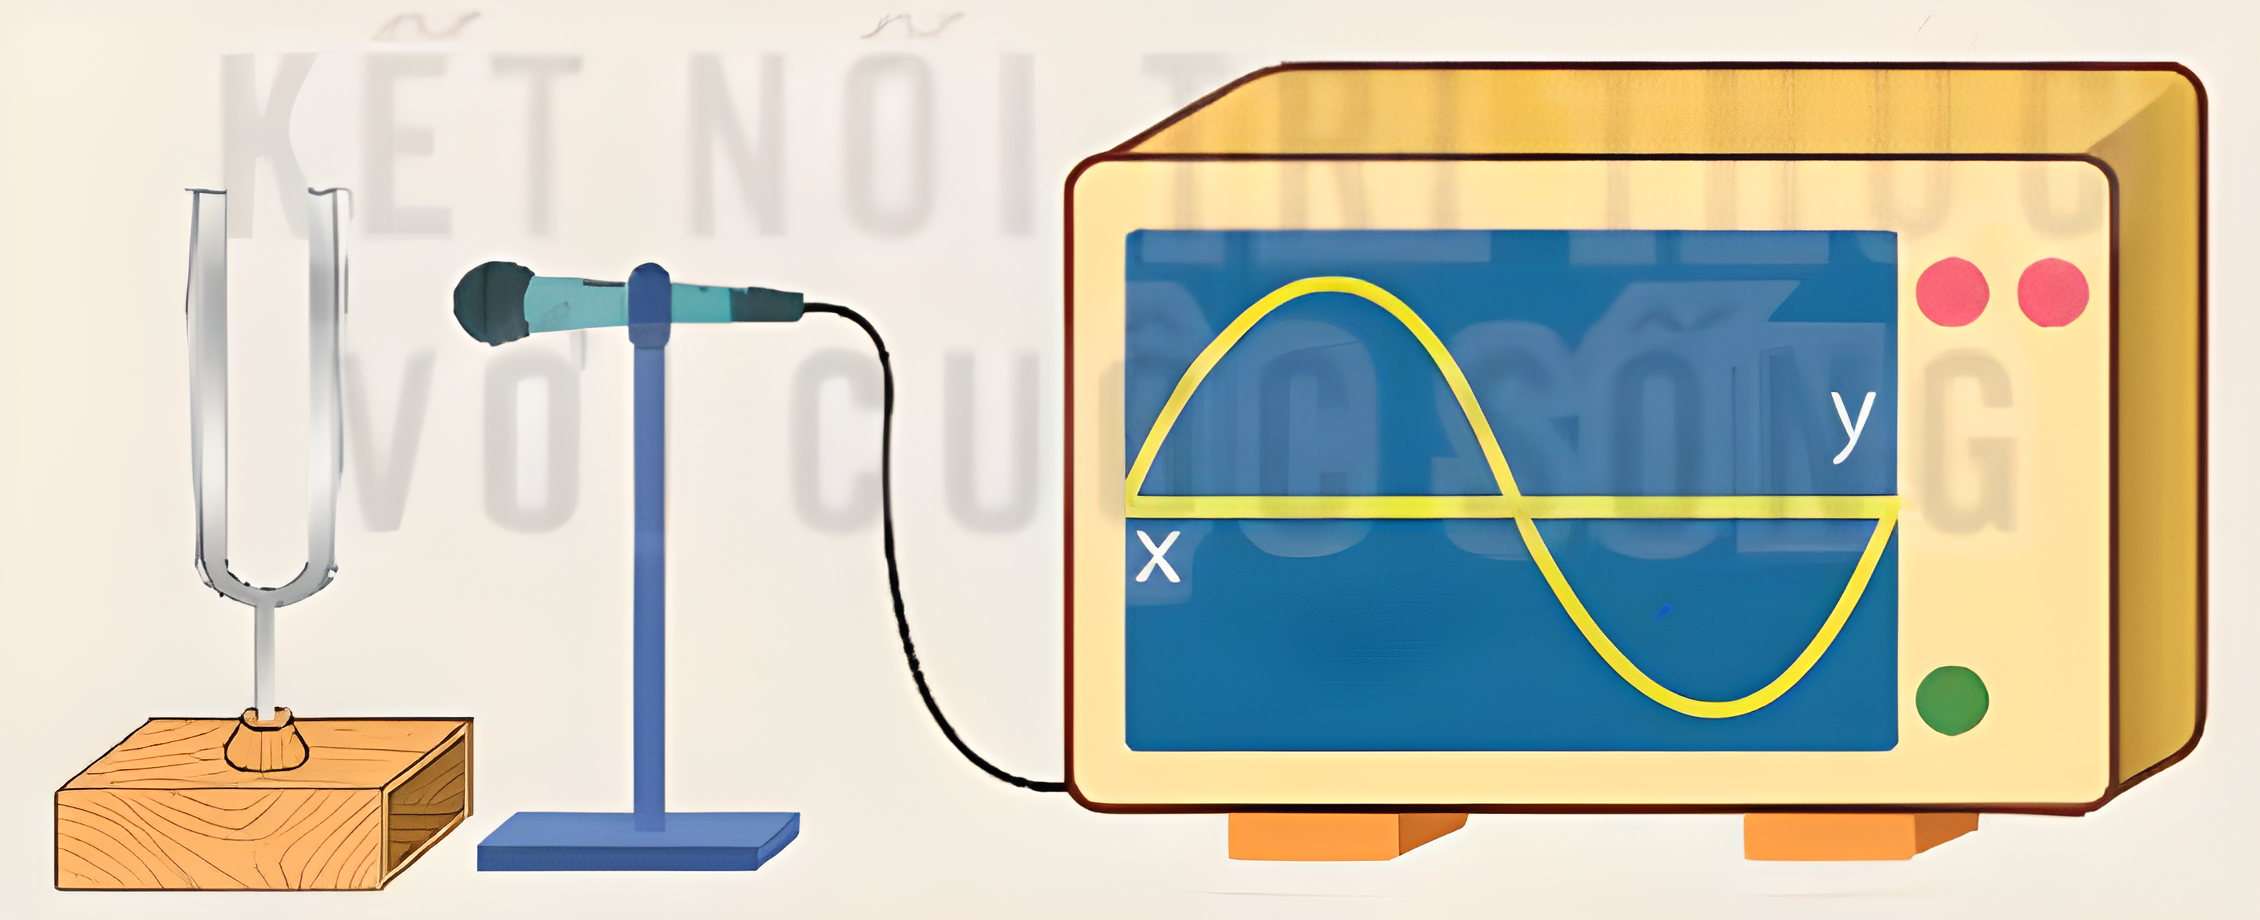 KẾT NỐI TRI THỨC
VỚI CUỘC SỐNG
y
x